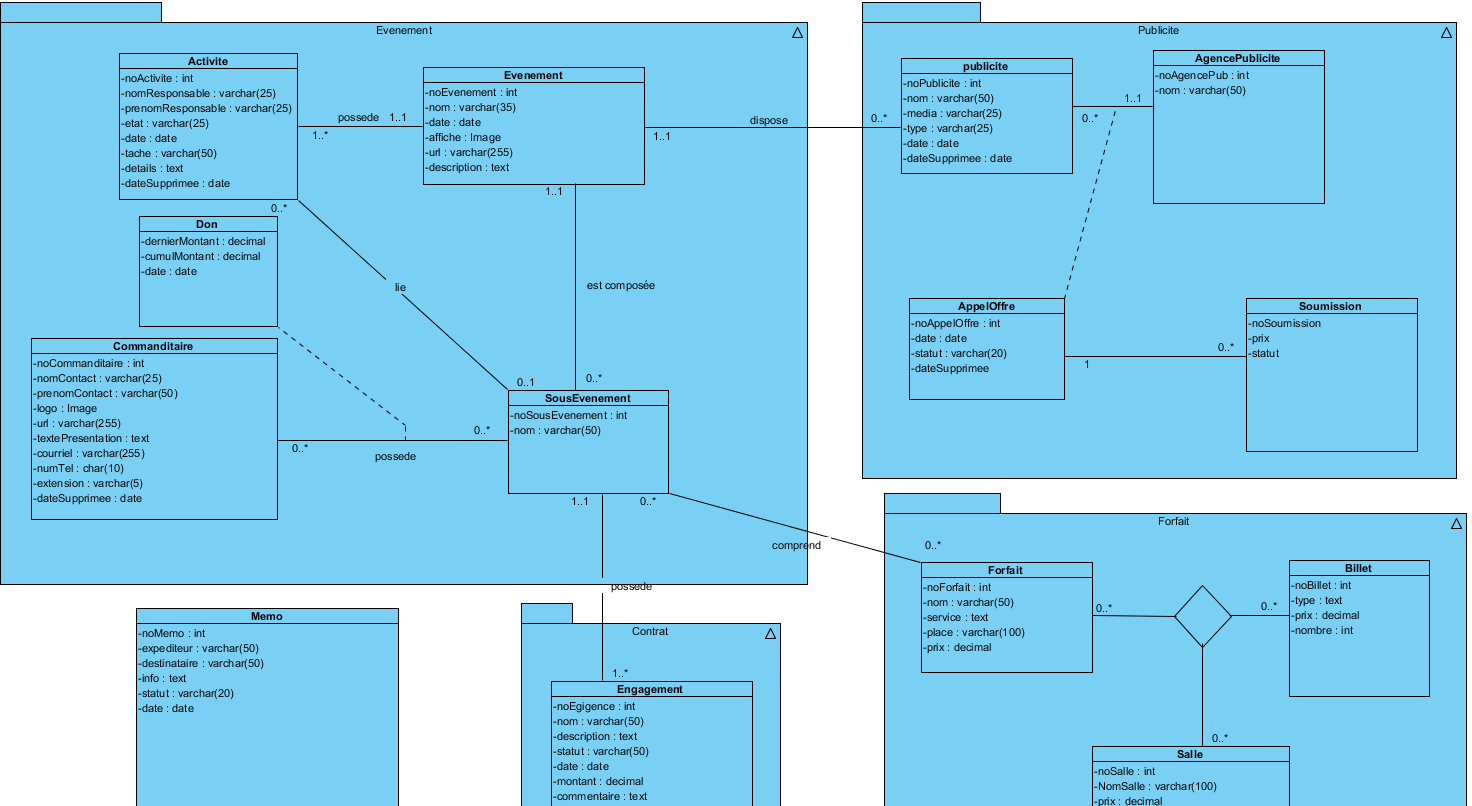 Evenement
Activite
-noActivite : int
-nomResponsable : varchar(25)
-prenomResponsable : varchar(25)
-etat : varchar(25)
-date : date
-tache : varchar(50)
-details : text
-dateSupprimee : date
possede 1..1
1..*
Evenement
-noEvenement : int
-nom : varchar(35)
-date : date
-affiche : Image
-url : varchar(255)
-description : text
1..1
dispose
0..*
1..1
est composée
0..*
0..*
lie
0..1
Don
-dernierMontant : decimal
-cumulMontant : decimal
-date : date
Commanditaire
-noCommanditaire : int
-nomContact : varchar(25)
-prenomContact : varchar(50)
-logo : Image
-url : varchar(255)
-textePresentation : text
-courriel : varchar(255)
-numTel : char(10)
-extension : varchar(5)
-dateSupprimee : date
0..*
possede
0..*
SousEvenement
-noSousEvenement : int
-nom : varchar(50)
1..1
0..*
comprend
0..*
possede
1..*
Publicite
publicite
-noPublicite : int
-nom : varchar(50)
-media : varchar(25)
-type : varchar(25)
-date : date
-dateSupprimee : date
1..1
0..*
AgencePublicite
-noAgencePub : int
-nom : varchar(50)
AppelOffre
-noAppelOffre : int
-date : date
-statut : varchar(20)
-dateSupprimee
1
0..*
Soumission
-noSoumission
-prix
-statut
Forfait
Forfait
-noForfait : int
-nom : varchar(50)
-service : text
-place : varchar(100)
-prix : decimal
0..*
0..*
Billet
-noBillet : int
-type : text
-prix : decimal
-nombre : int
0..*
Salle
-noSalle : int
-NomSalle : varchar(100)
-prix : decimal
Memo
-noMemo : int
-expediteur : varchar(50)
-destinataire : varchar(50)
-info : text
-statut : varchar(20)
-date : date
Contrat
Engagement
-noEgigence : int
-nom : varchar(50)
-description : text
-statut : varchar(50)
-date : date
-montant : decimal
-commentaire : text